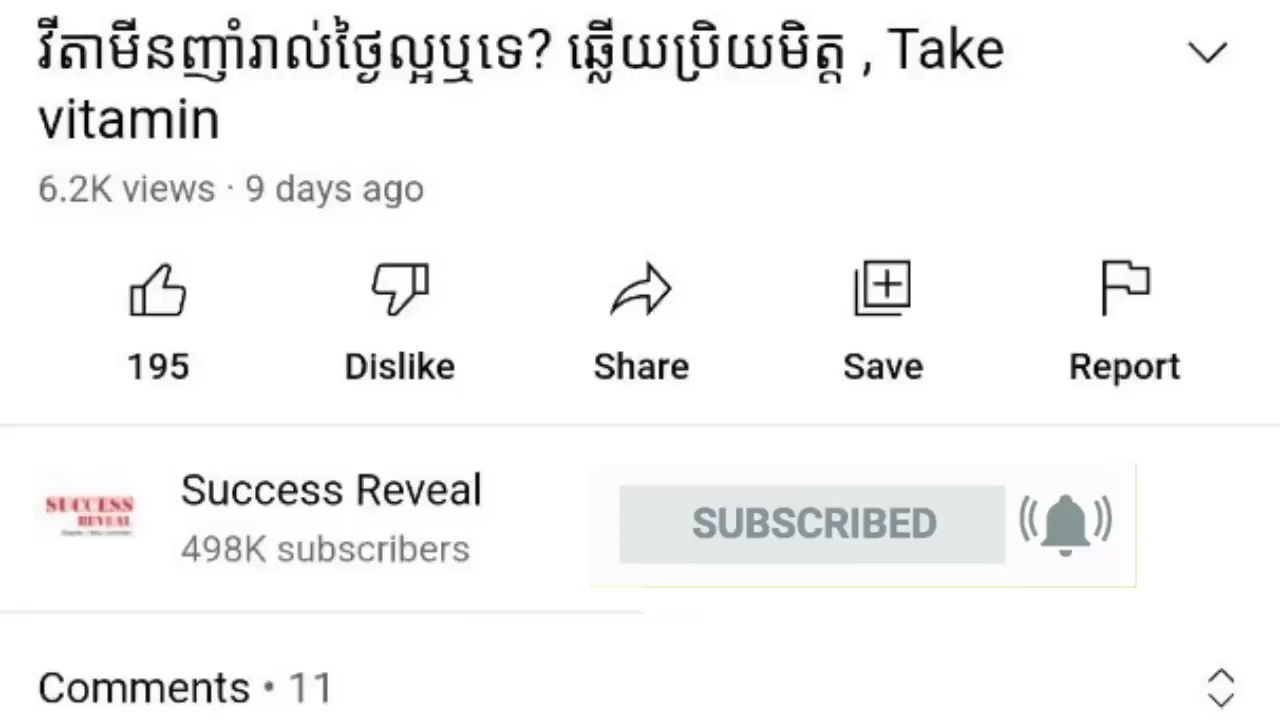 វីតាមីនញ៉ាំរាល់ថ្ងៃល្អឬទេ? ឆ្លើយប្រិយមិត្ត , Take
vitamin
6.2K views · 9 days ago
195 Dislike Share Save Report
SUCCESS
REVEAL
Success Reveal
498K subscribers
SUBSCRIBED
Comments • 11